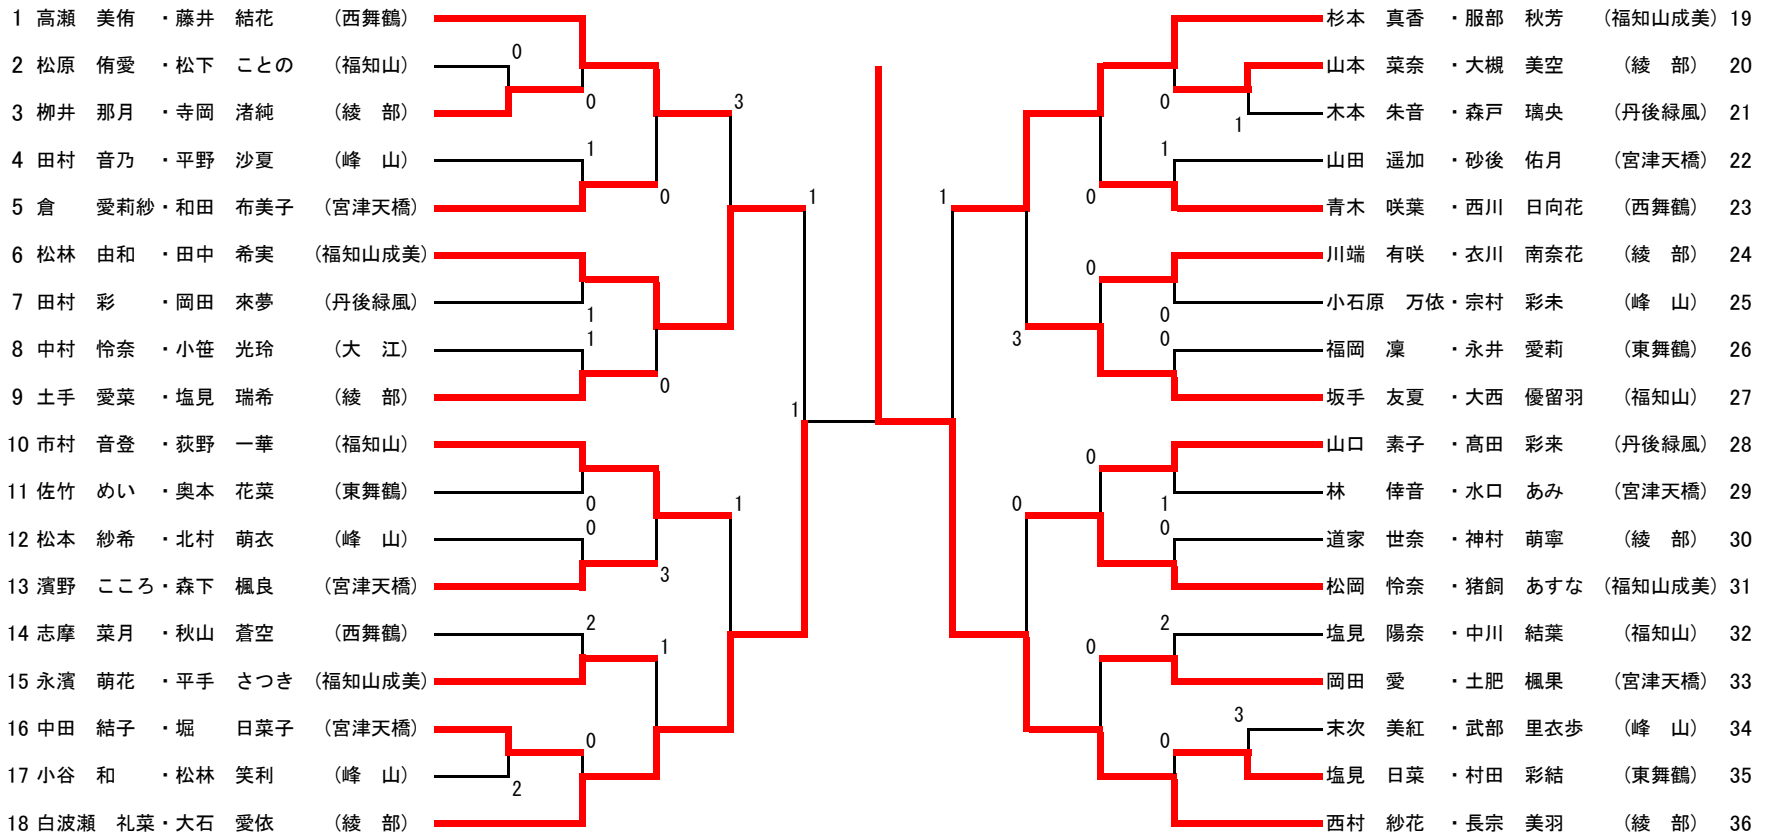 1 高瀬 美侑 ・藤井 結花 (西舞鶴)
0
2 松原 侑愛 ・松下 ことの (福知山)
0
3 栁井 那月 ・寺岡 渚純 (綾 部)
3
4 田村 音乃 ・平野 沙夏 (峰 山)
1
0
5 倉 愛莉紗・和田 布美子 (宮津天橋)
1
6 松林 由和 ・田中 希実 (福知山成美)
7 田村 彩 ・岡田 來夢 (丹後緑風)
1
1
8 中村 怜奈 ・小笹 光玲 (大 江)
0
9 土手 愛菜 ・塩見 瑞希 (綾 部)
1
10 市村 音登 ・荻野 一華 (福知山)
11 佐竹 めい ・奥本 花菜 (東舞鶴)
0
1
0
12 松本 紗希 ・北村 萌衣 (峰 山)
3
13 濱野 こころ・森下 楓良 (宮津天橋)
14 志摩 菜月 ・秋山 蒼空 (西舞鶴)
2
1
15 永濱 萌花 ・平手 さつき (福知山成美)
16 中田 結子 ・堀 日菜子 (宮津天橋)
0
17 小谷 和 ・松林 笑利 (峰 山)
2
18 白波瀬 礼菜・大石 愛依 (綾 部)
杉本 真香 ・服部 秋芳 (福知山成美) 19
山本 菜奈 ・大槻 美空 (綾 部) 20
0
木本 朱音 ・森戸 璃央 (丹後緑風) 21
1
1
山田 遥加 ・砂後 佑月 (宮津天橋) 22
0
1
青木 咲葉 ・西川 日向花 (西舞鶴) 23
川端 有咲 ・衣川 南奈花 (綾 部) 24
0
小石原 万依・宗村 彩未 (峰 山) 25
0
3
0
福岡 凜 ・永井 愛莉 (東舞鶴) 26
坂手 友夏 ・大西 優留羽 (福知山) 27
山口 素子 ・髙田 彩来 (丹後緑風) 28
0
林 倖音 ・水口 あみ (宮津天橋) 29
0
1
0
道家 世奈 ・神村 萌寧 (綾 部) 30
松岡 怜奈 ・猪飼 あすな (福知山成美) 31
2
塩見 陽奈 ・中川 結葉 (福知山) 32
0
岡田 愛 ・土肥 楓果 (宮津天橋) 33
3
末次 美紅 ・武部 里衣歩 (峰 山) 34
0
塩見 日菜 ・村田 彩結 (東舞鶴) 35
西村 紗花 ・長宗 美羽 (綾 部) 36